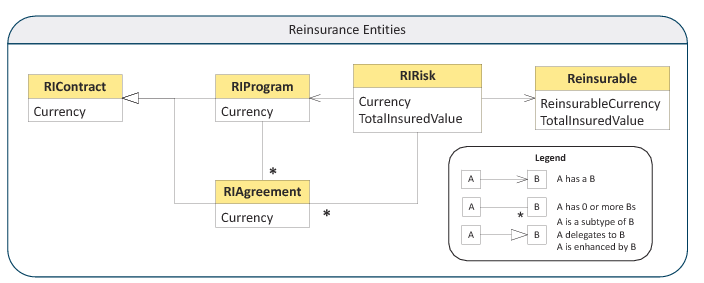 Reinsurance Entities
RIContract
Currency
RIProgram
Currency
RIRisk
Currency
TotalInsuredValue
Reinsurable
ReinsurableCurrency
TotalInsuredValue
*
RIAgreement
Currency
*
Legend
A B A has a B
A B A has 0 or more Bs
*
A is a subtype of B
A B A delegates to B
A is enhanced by B